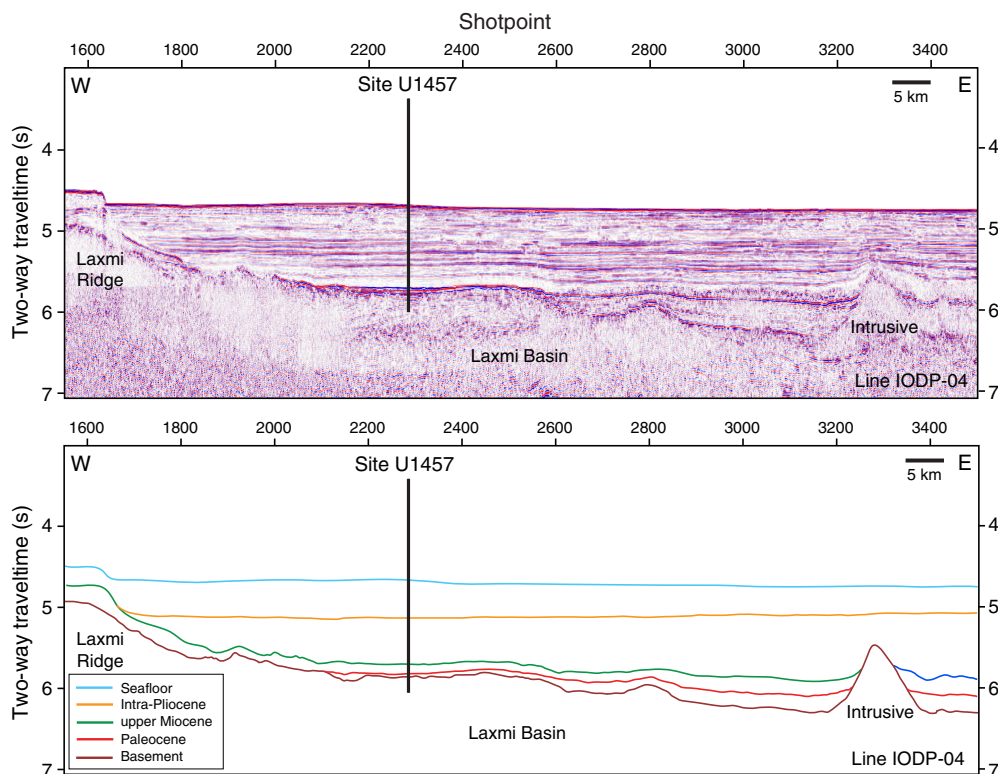 Shotpoint
1600 1800 2000 2200 2400 2600 2800 3000 3200 3400
W Site U1457 E
5 km
Two-way traveltime (s)
4 4
5 5
Laxmi
Ridge
6 6
Intrusive
Laxmi Basin
Line IODP-04
7 7
1600 1800 2000 2200 2400 2600 2800 3000 3200 3400
W Site U1457 E
5 km
Two-way traveltime (s)
4 4
5 5
Laxmi
Ridge
6 6
Seafloor
Intra-Pliocene
upper Miocene
Paleocene
Basement
Intrusive
Laxmi Basin
Line IODP-04
7 7